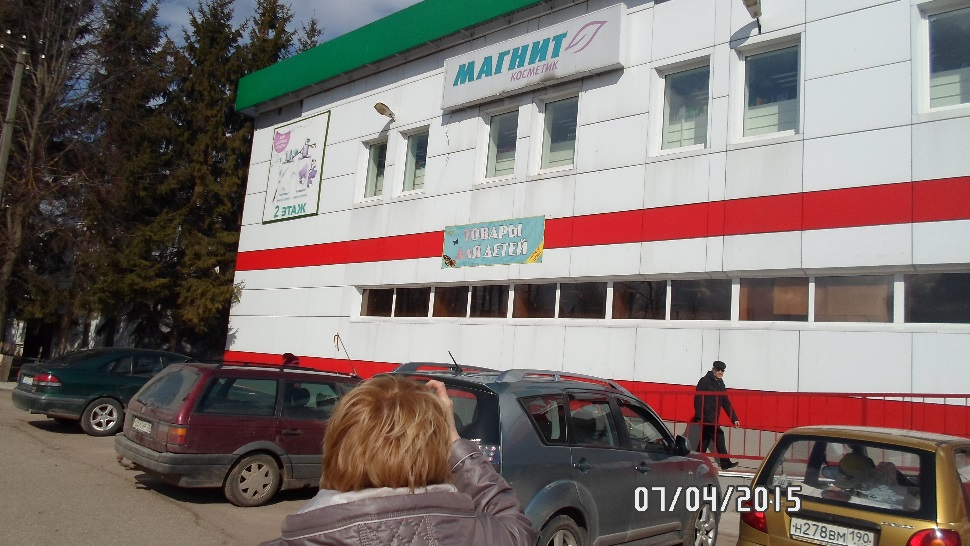 МАГНИТ
КОСМЕТИК
2 ЭТАЖ
ТОВАРЫ
ДЛЯ ДЕТЕЙ
07/04/2015
Н278ВМ 190